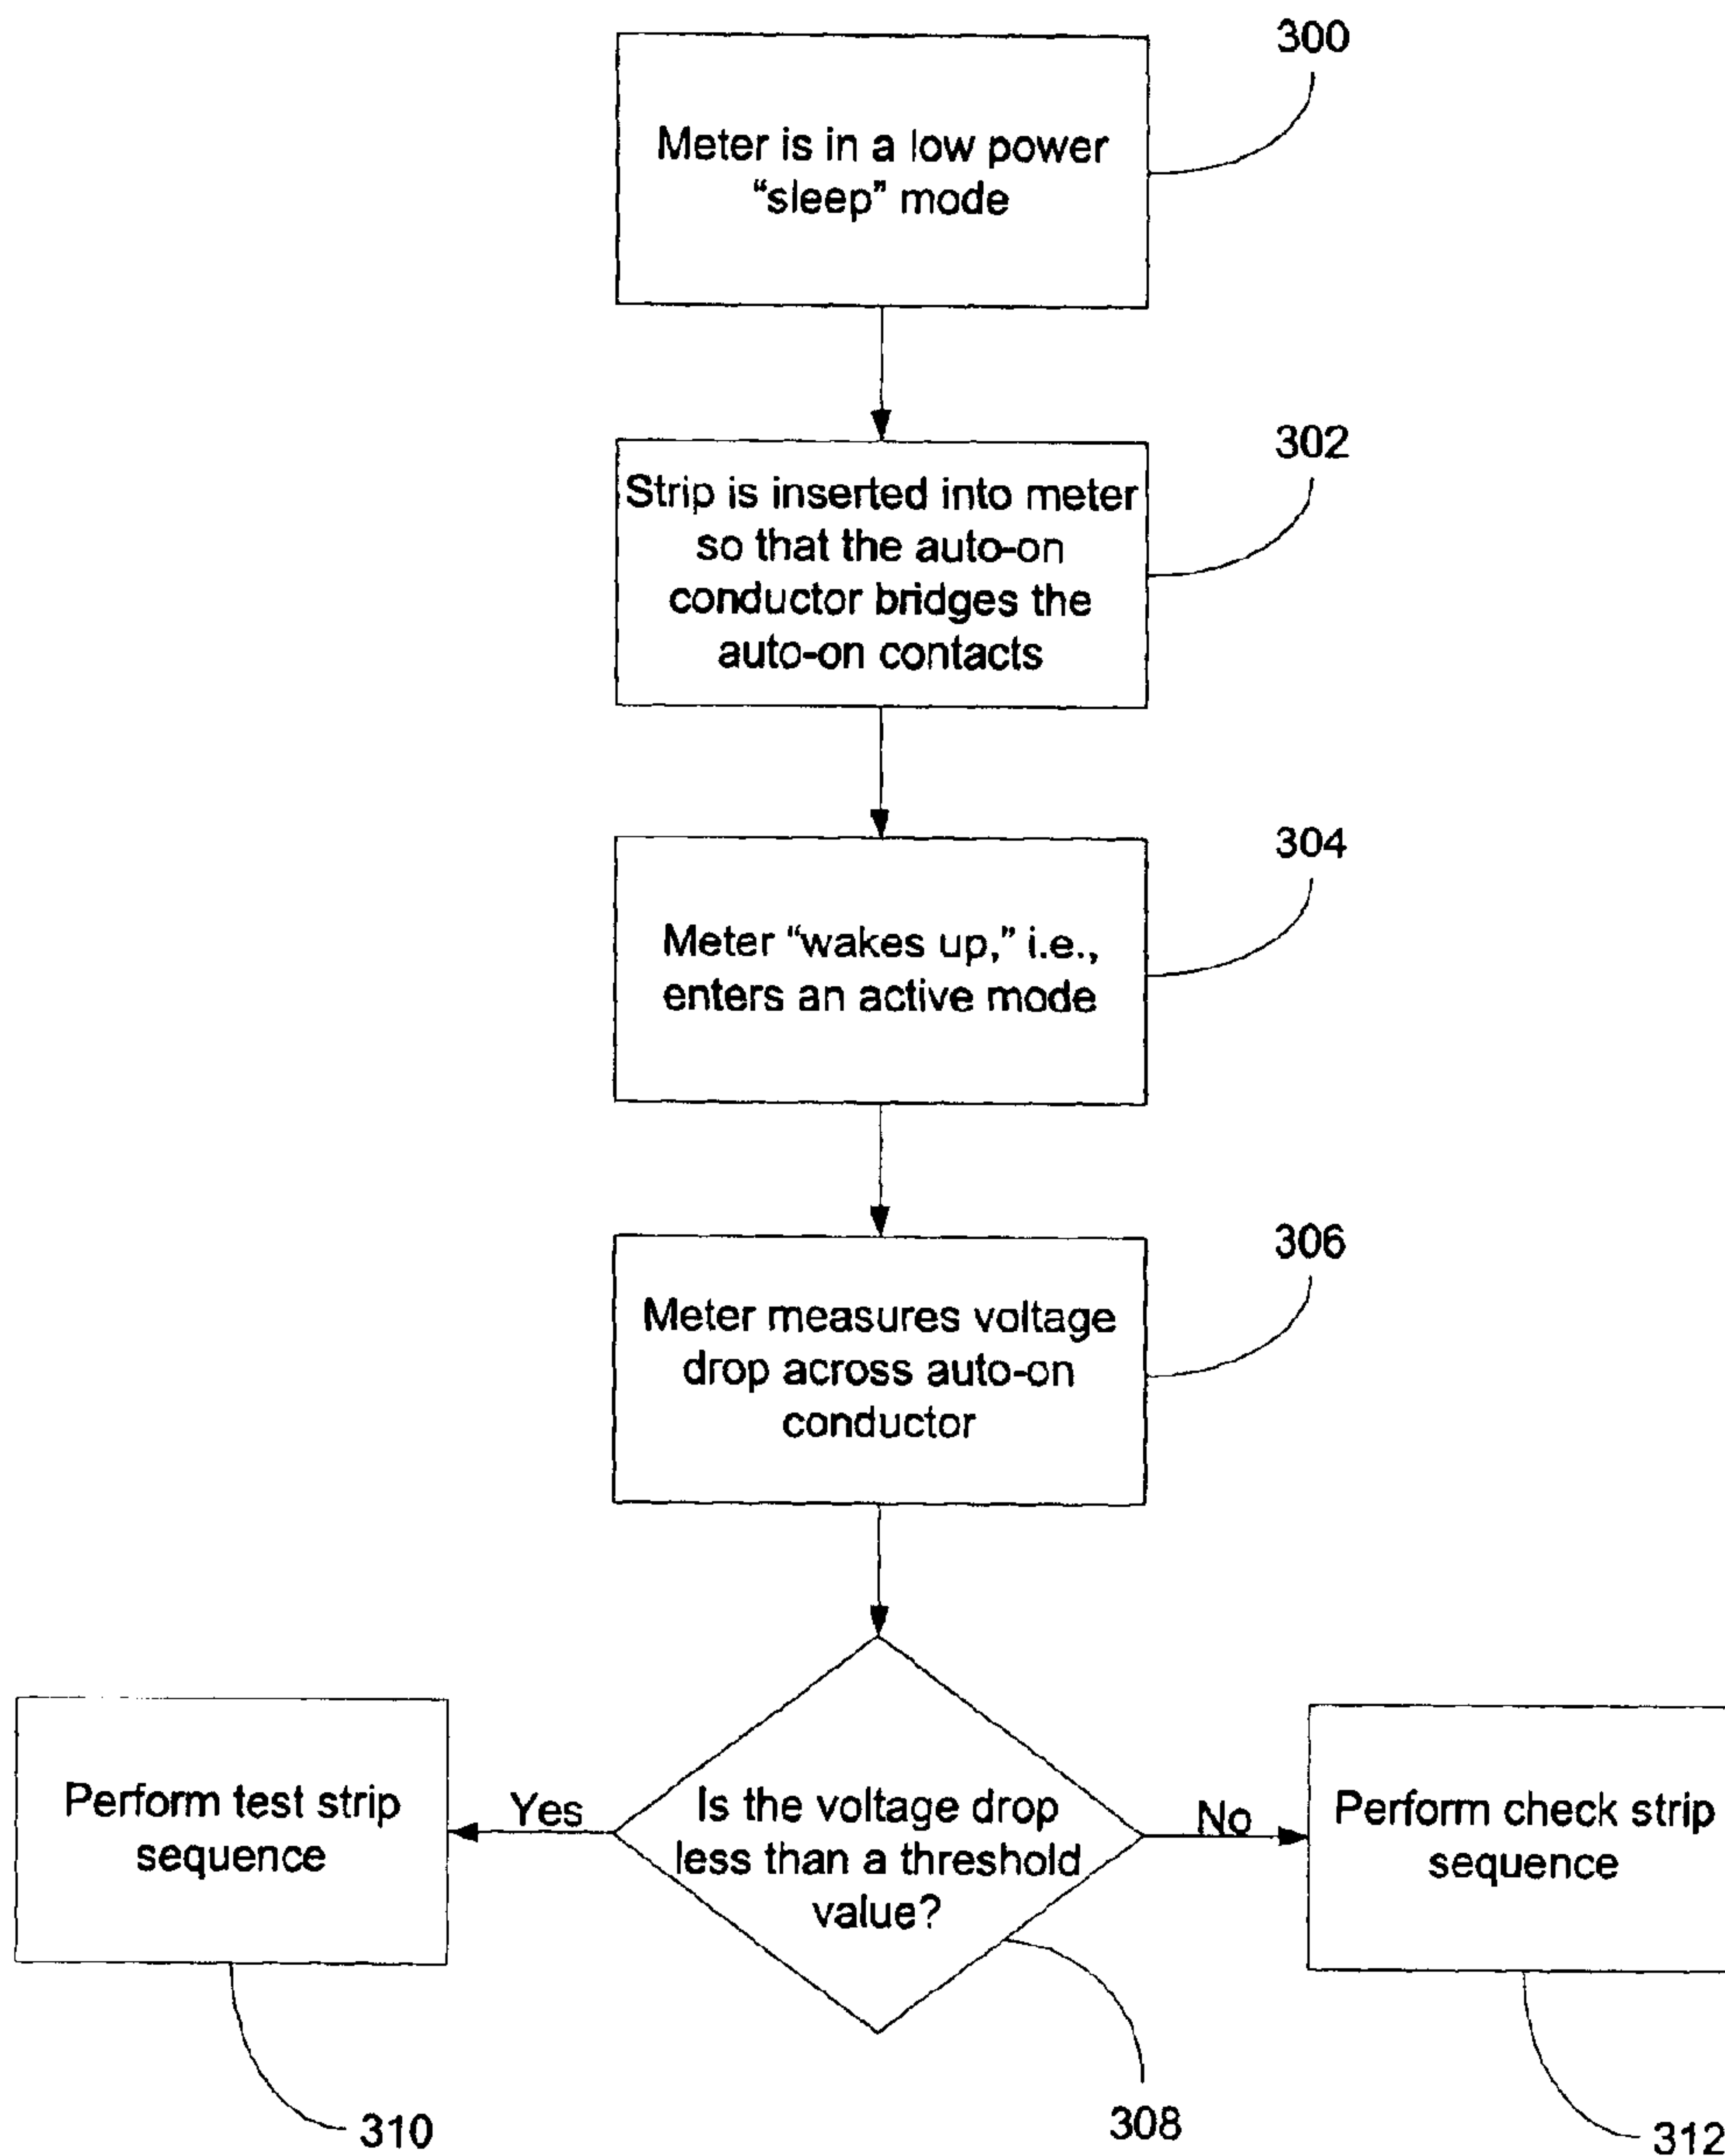 300
Meter is in a low power
“sleep” mode
302
Strip is inserted into meter
so that the auto-on
conductor bridges the
auto-on contacts
304
Meter “wakes up,” i.e.,
enters an active mode
306
Meter measures voltage
drop across auto-on
conductor
Perform test strip
sequence
Yes
Is the voltage drop
less than a threshold
value?
No
Perform check strip
sequence
310
308
312